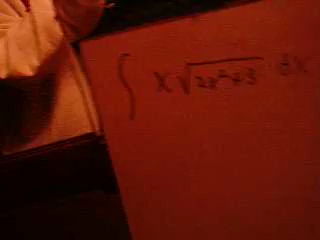 ∫ x√(2x²+3) dx